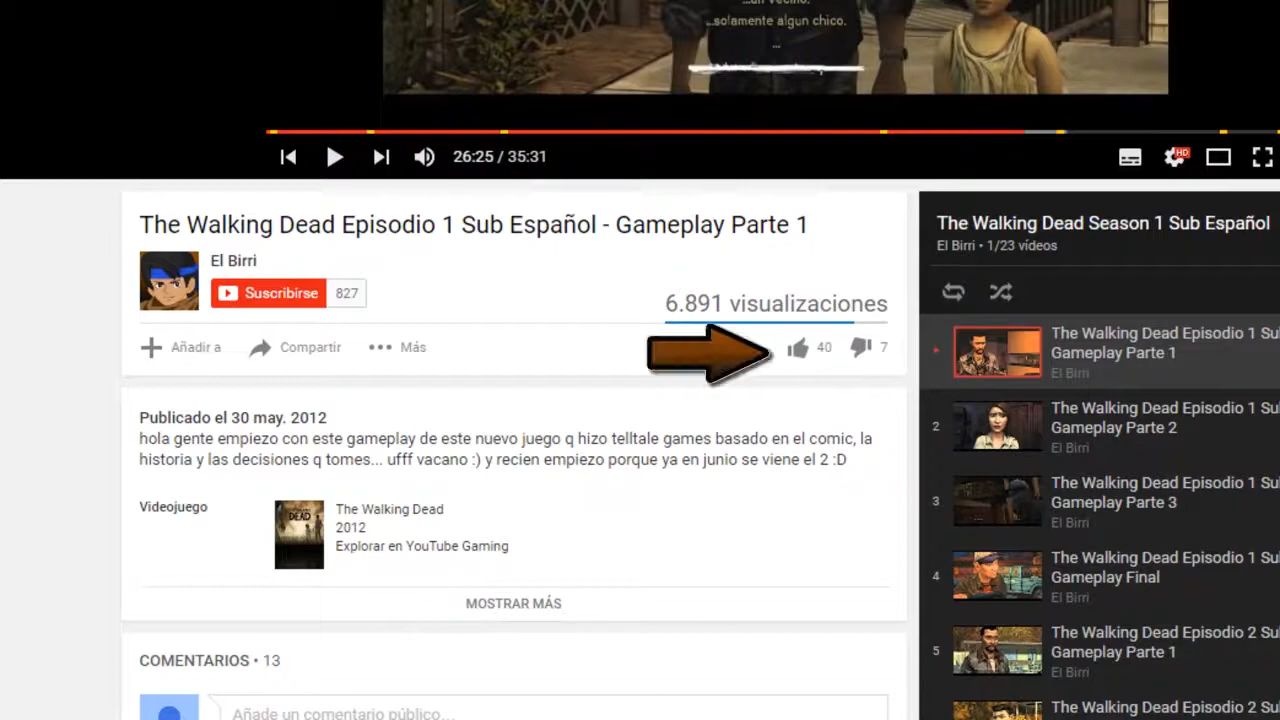 ...un vecino.
...solamente algun chico.
...
26:25 / 35:31
HD
The Walking Dead Episodio 1 Sub Español - Gameplay Parte 1
El Birri
Suscribirse 827
6.891 visualizaciones
Añadir a Compartir Más 40 7
Publicado el 30 may. 2012
hola gente empiezo con este gameplay de este nuevo juego q hizo telltale games basado en el comic, la
historia y las decisiones q tomes... ufff vacano :) y recien empiezo porque ya en junio se viene el 2 :D
Videojuego
DEAD
The Walking Dead
2012
Explorar en YouTube Gaming
MOSTRAR MÁS
COMENTARIOS • 13
Añade un comentario público...
The Walking Dead Season 1 Sub Español
El Birri • 1/23 vídeos
The Walking Dead Episodio 1 Su
Gameplay Parte 1
El Birri
2
The Walking Dead Episodio 1 Su
Gameplay Parte 2
El Birri
3
The Walking Dead Episodio 1 Su
Gameplay Parte 3
El Birri
4
The Walking Dead Episodio 1 Su
Gameplay Final
El Birri
5
The Walking Dead Episodio 2 Su
Gameplay Parte 1
El Birri
The Walking Dead Episodio 2 Su